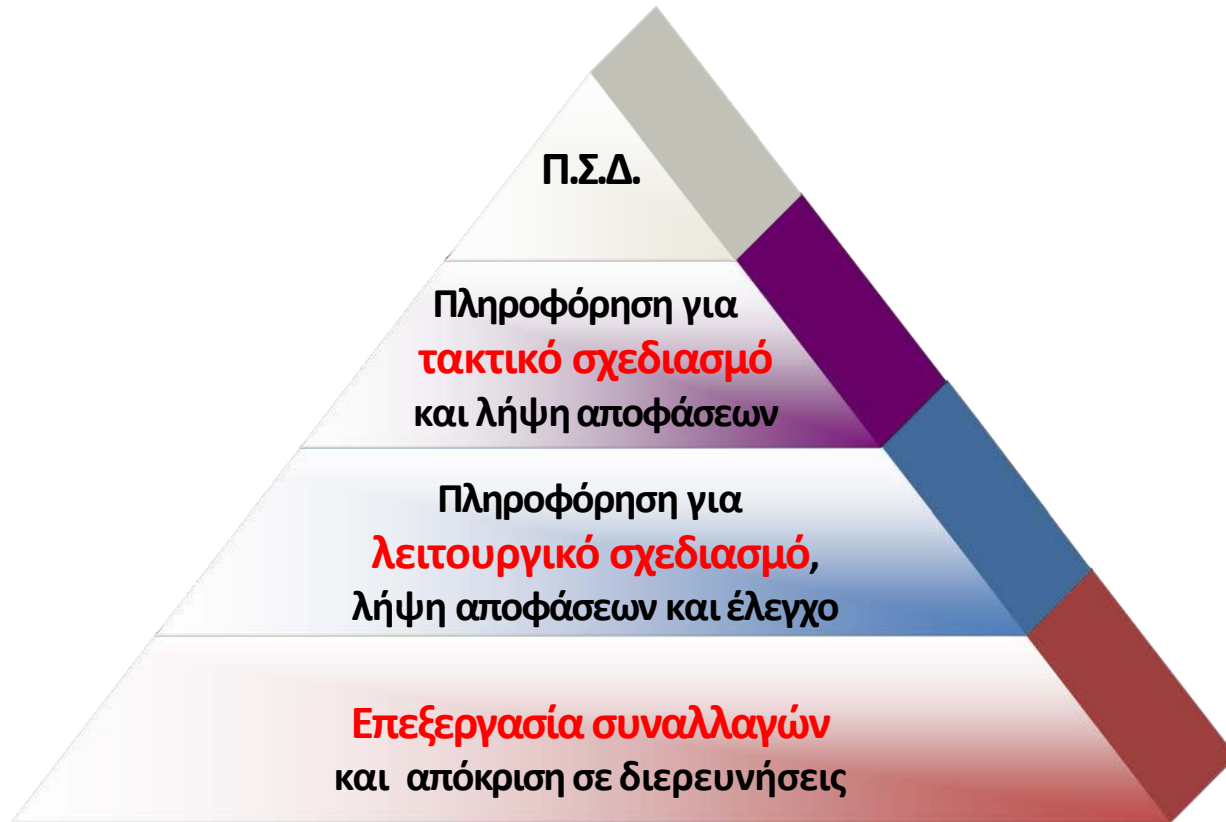 Π.Σ.Δ.
Πληροφόρηση για
τακτικό σχεδιασμό
και λήψη αποφάσεων
Πληροφόρηση για
λειτουργικό σχεδιασμό,
λήψη αποφάσεων και έλεγχο
Επεξεργασία συναλλαγών
και απόκριση σε διερευνήσεις